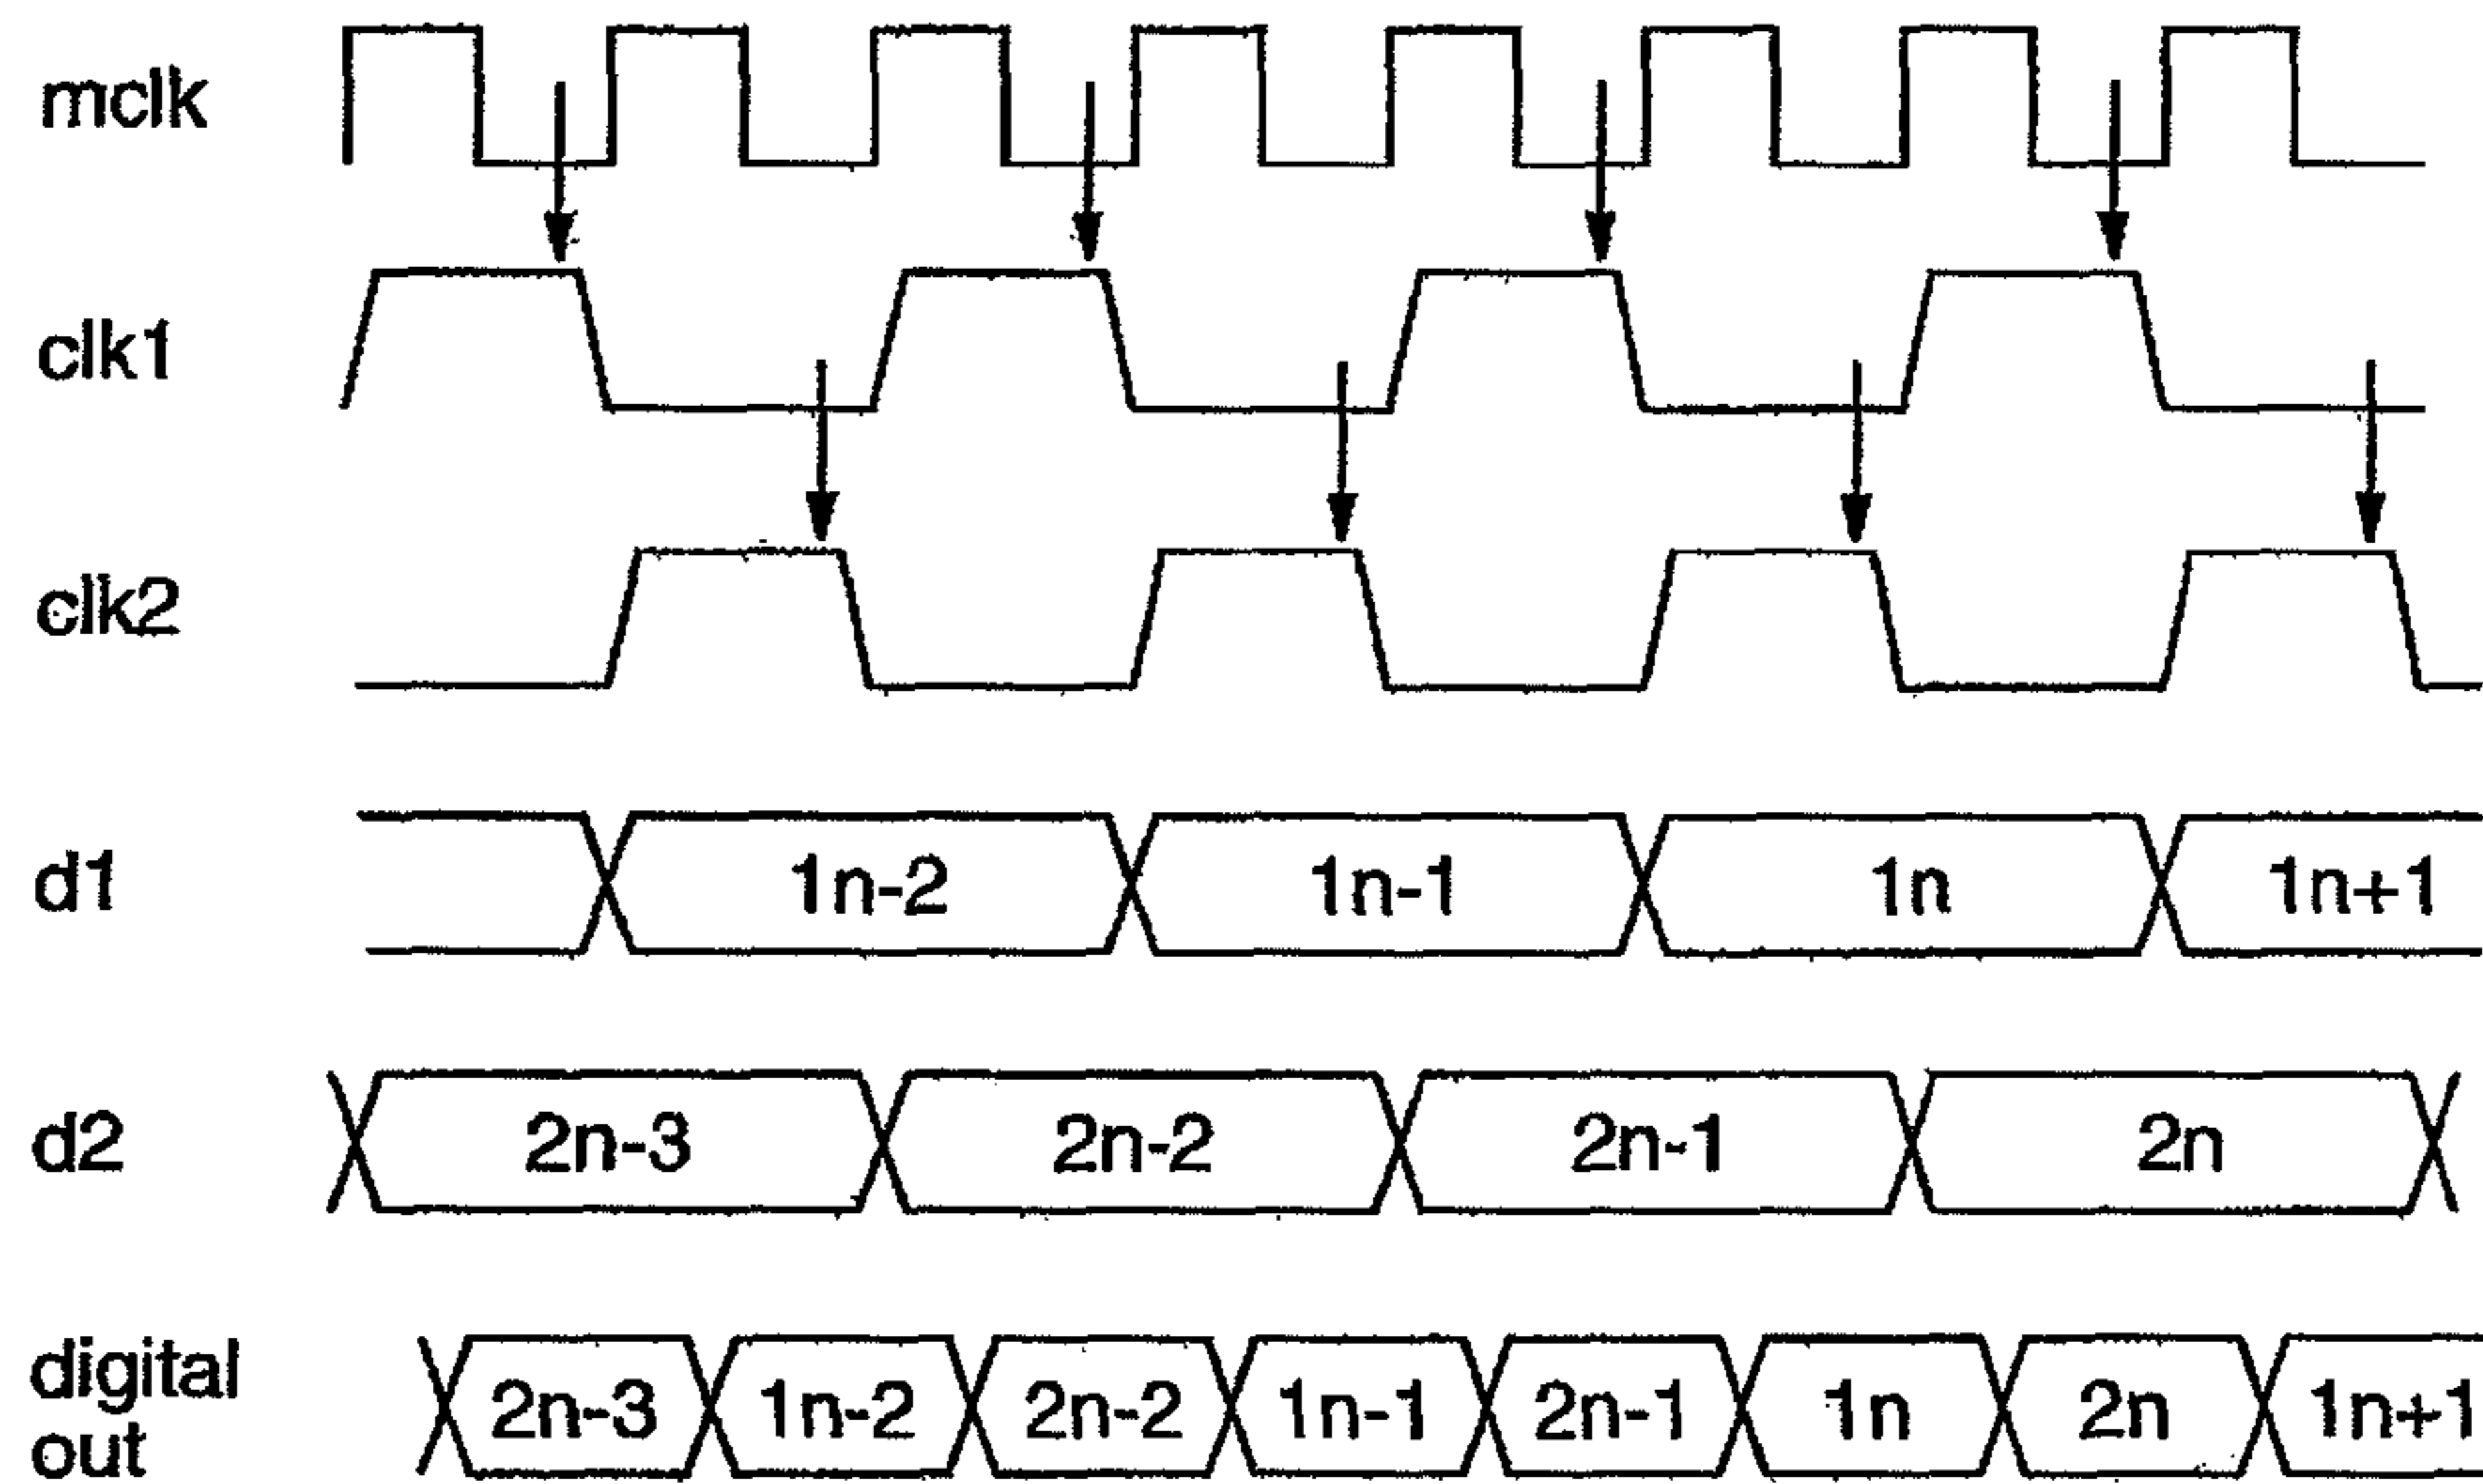 mclk
clk1
clk2
d1 1n-2 1n-1 1n 1n+1
d2 2n-3 2n-2 2n-1 2n
digital
out 2n-3 1n-2 2n-2 1n-1 2n-1 1n 2n 1n+1